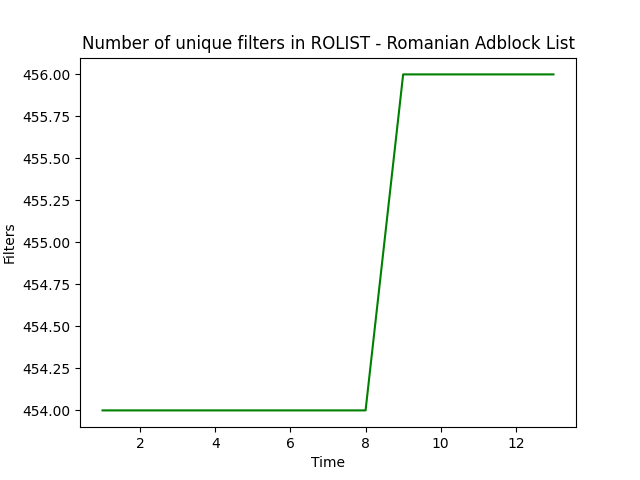 Number of unique filters in ROLIST - Romanian Adblock List
456.00
455.75
455.50
455.25
455.00
454.75
454.50
454.25
454.00
Filters
2 4 6 8 10 12
Time